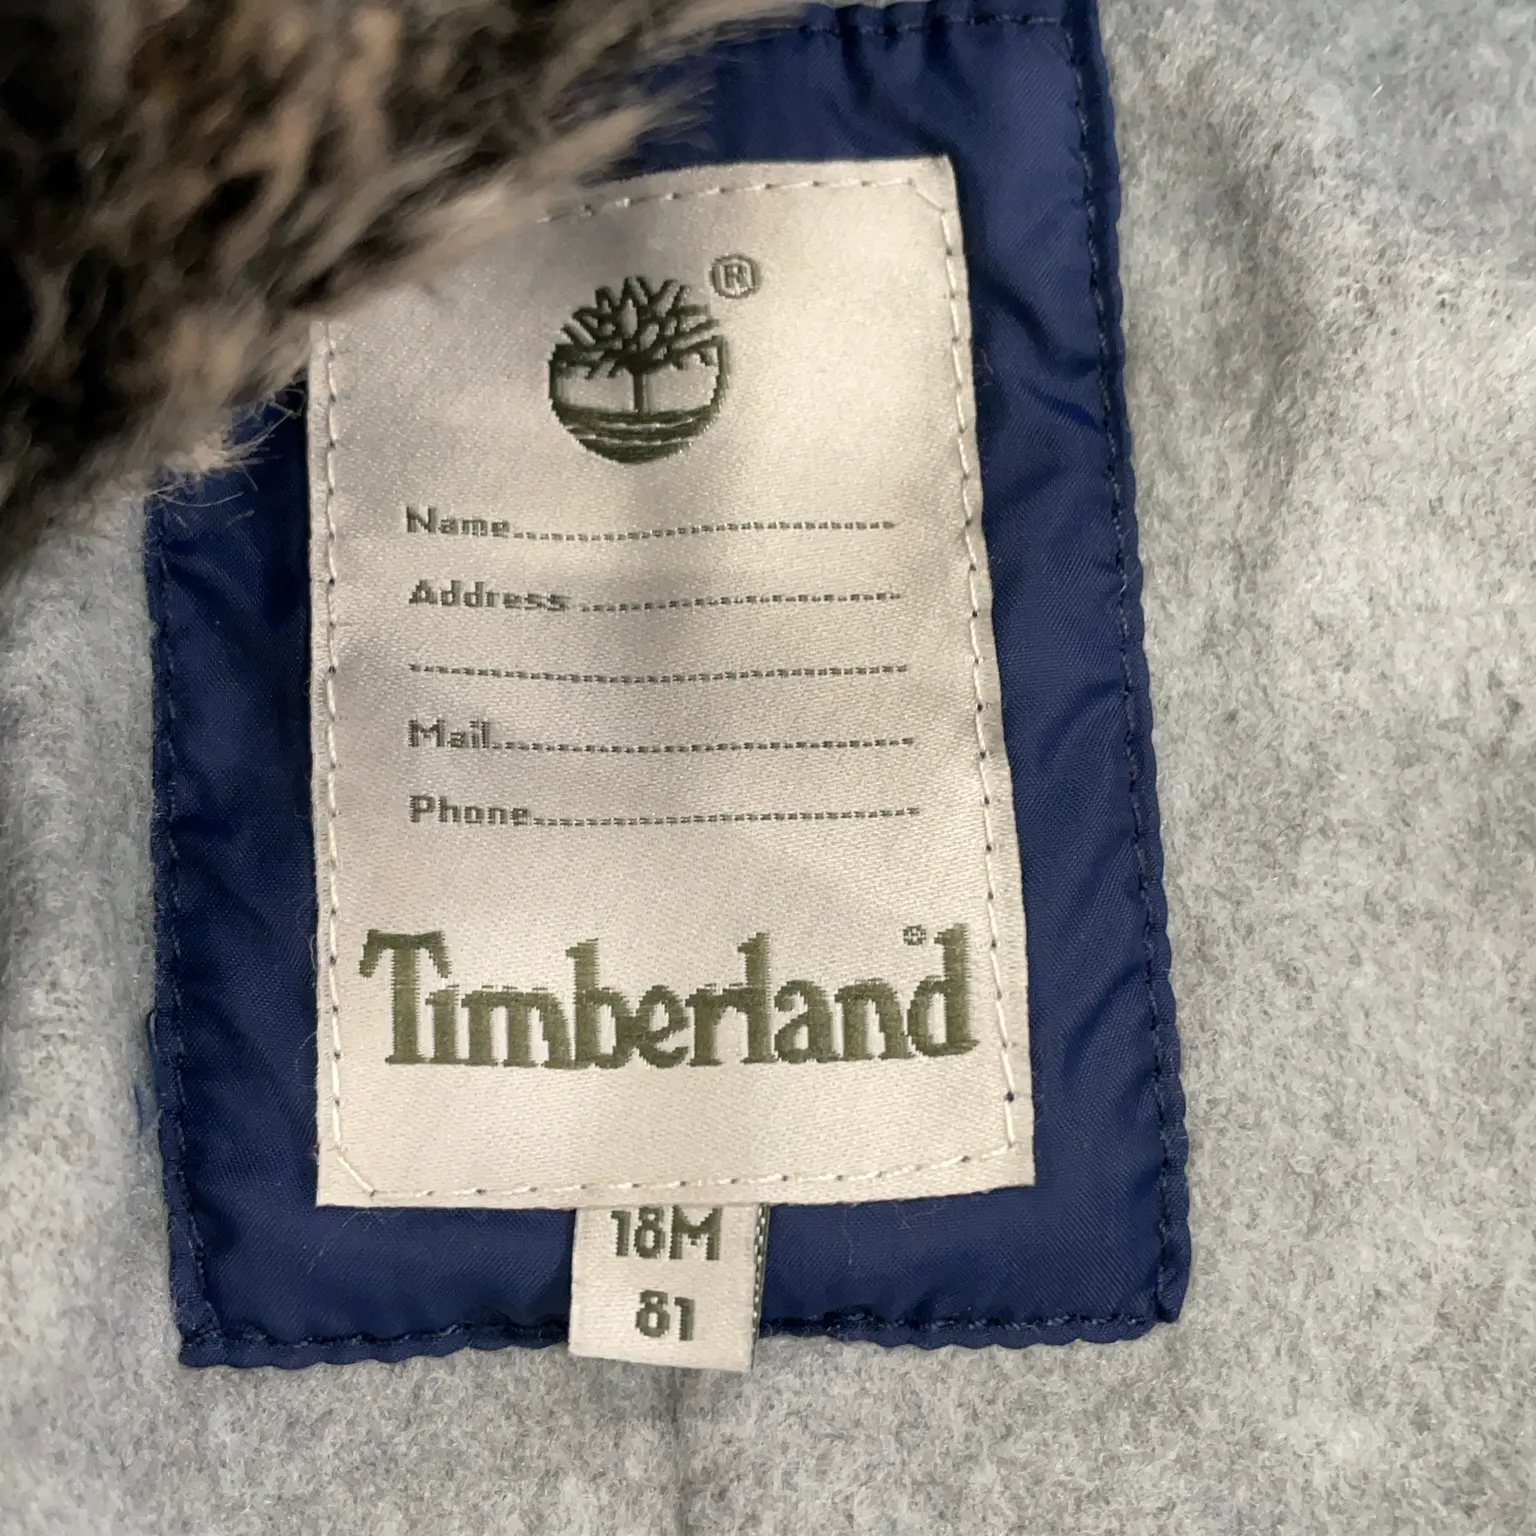 ®
Name
Address
Mail
Phone
Timberland®
18M
81